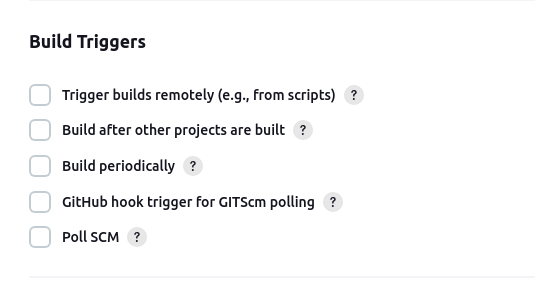 Build Triggers
Trigger builds remotely (e.g., from scripts) ?
Build after other projects are built ?
Build periodically ?
GitHub hook trigger for GITScm polling ?
Poll SCM ?